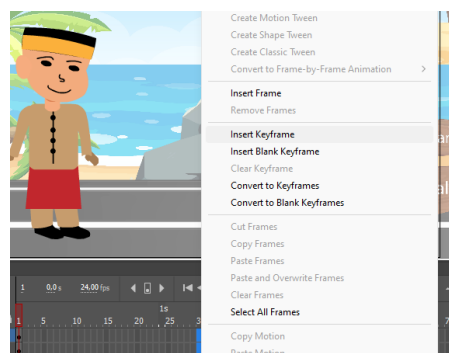 Create Motion Tween
Create Shape Tween
Create Classic Tween
Convert to Frame-by-Frame Animation
Insert Frame
Remove Frames
Insert Keyframe
Insert Blank Keyframe
Clear Keyframe
Convert to Keyframes
Convert to Blank Keyframes
Cut Frames
Copy Frames
Paste Frames
Paste and Overwrite Frames
Clear Frames
Select All Frames
Copy Motion
Paste Motion
1 0.0 s 24.00 fps
1s
1 5 10 15 20 25